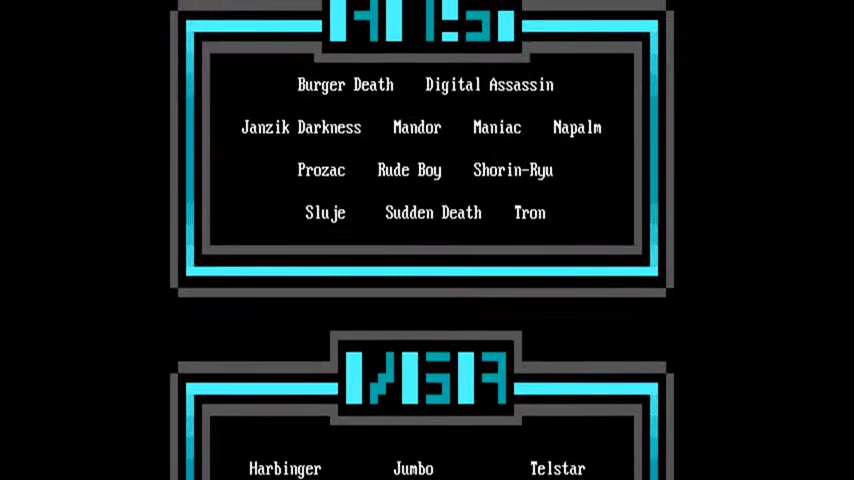 ANSI
Burger Death Digital Assassin
Janzik Darkness Mandor Maniac Napalm
Prozac Rude Boy Shorin-Ryu
Sluje Sudden Death Tron
VGA
Harbinger Jumbo Telstar